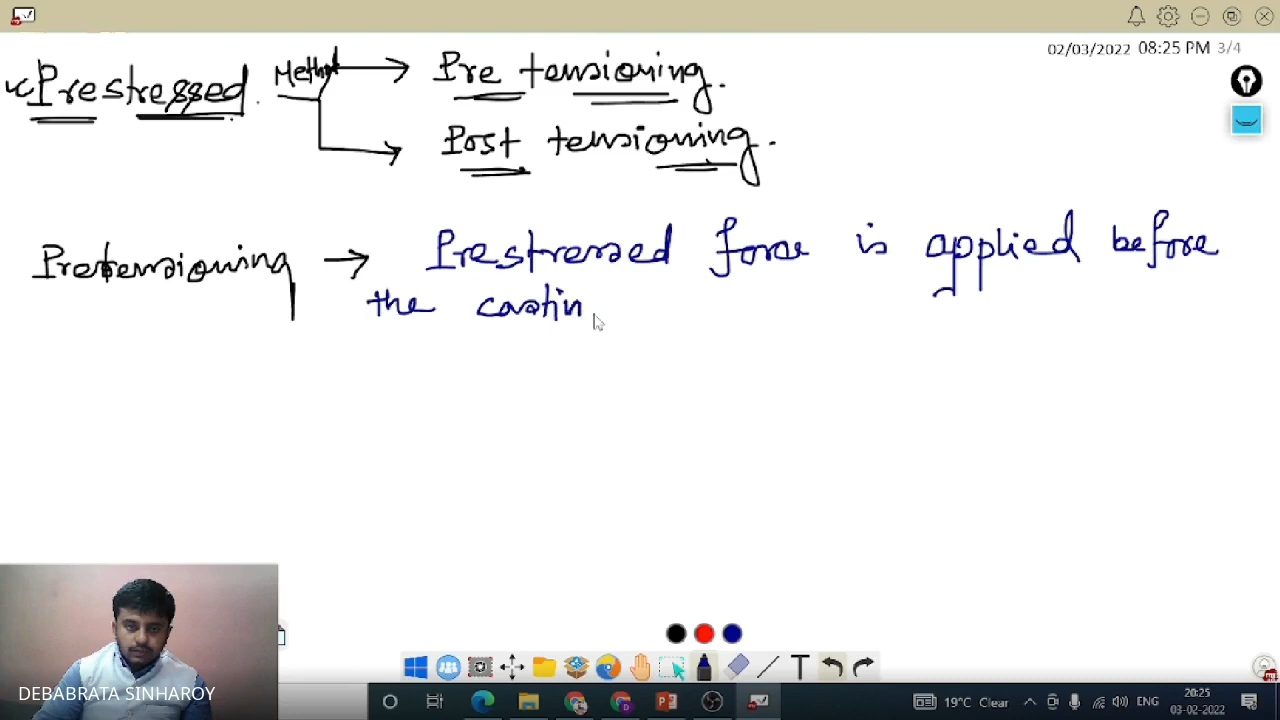 02/03/2022 08:25 PM 3/4
Prestressed. Method → Pre tensioning.
Post tensioning.
Pretensioning → Prestressed force is applied before
the castin
DEBABRATA SINHAROY
19°C Clear
ENG
20:25
03-02-2022